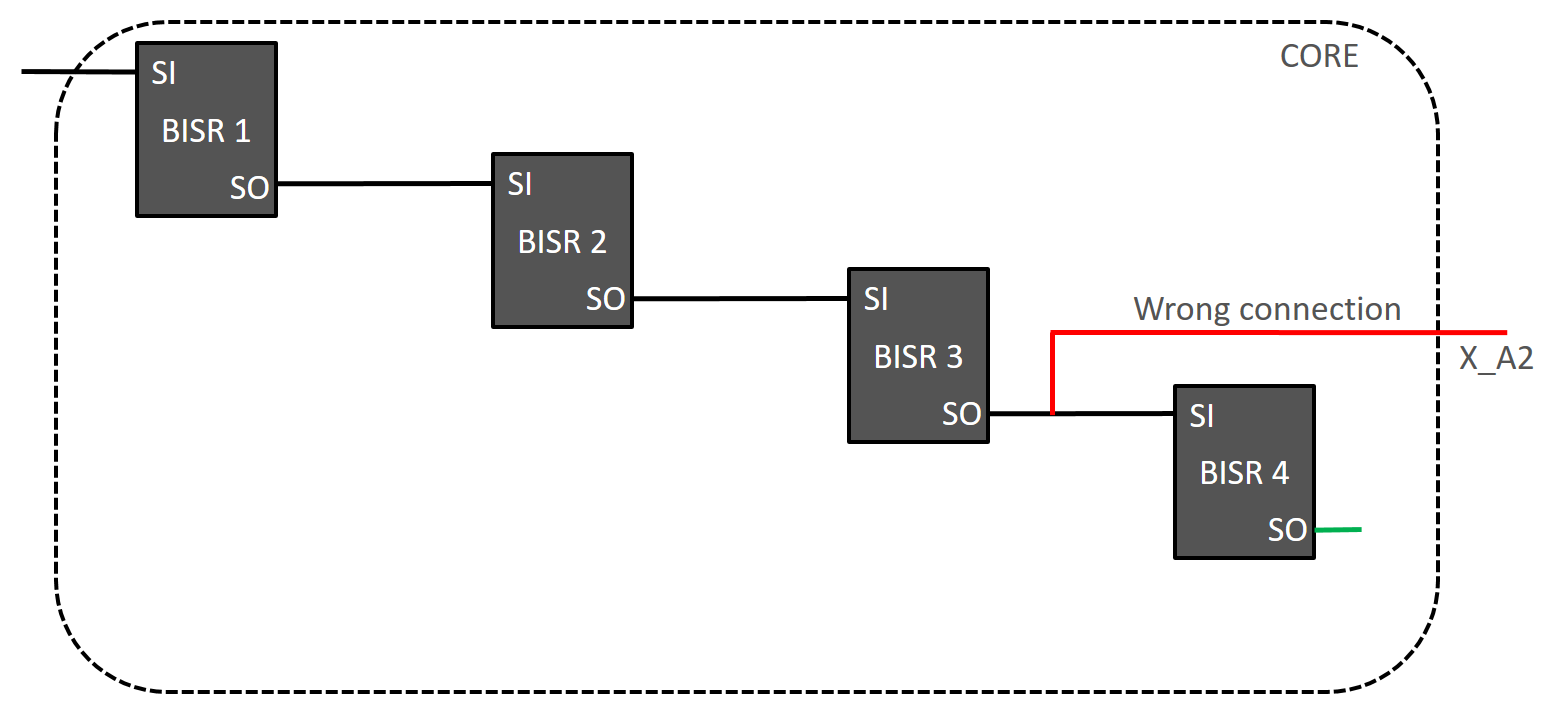 CORE
SI
BISR 1
SO
SI
BISR 2
SO
SI
BISR 3
SO
Wrong connection
X_A2
SI
BISR 4
SO